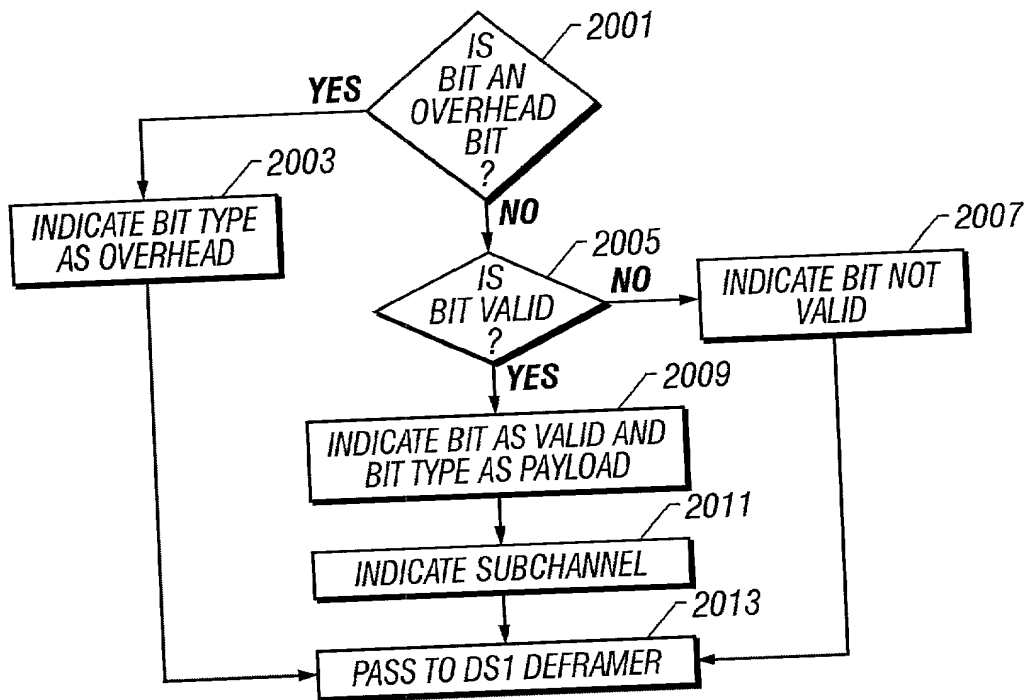 2001
IS
BIT AN
OVERHEAD
BIT
?
YES
2003
INDICATE BIT TYPE
AS OVERHEAD
NO
2005
IS
BIT VALID
?
NO
2007
INDICATE BIT NOT
VALID
YES
2009
INDICATE BIT AS VALID AND
BIT TYPE AS PAYLOAD
2011
INDICATE SUBCHANNEL
2013
PASS TO DS1 DEFRAMER